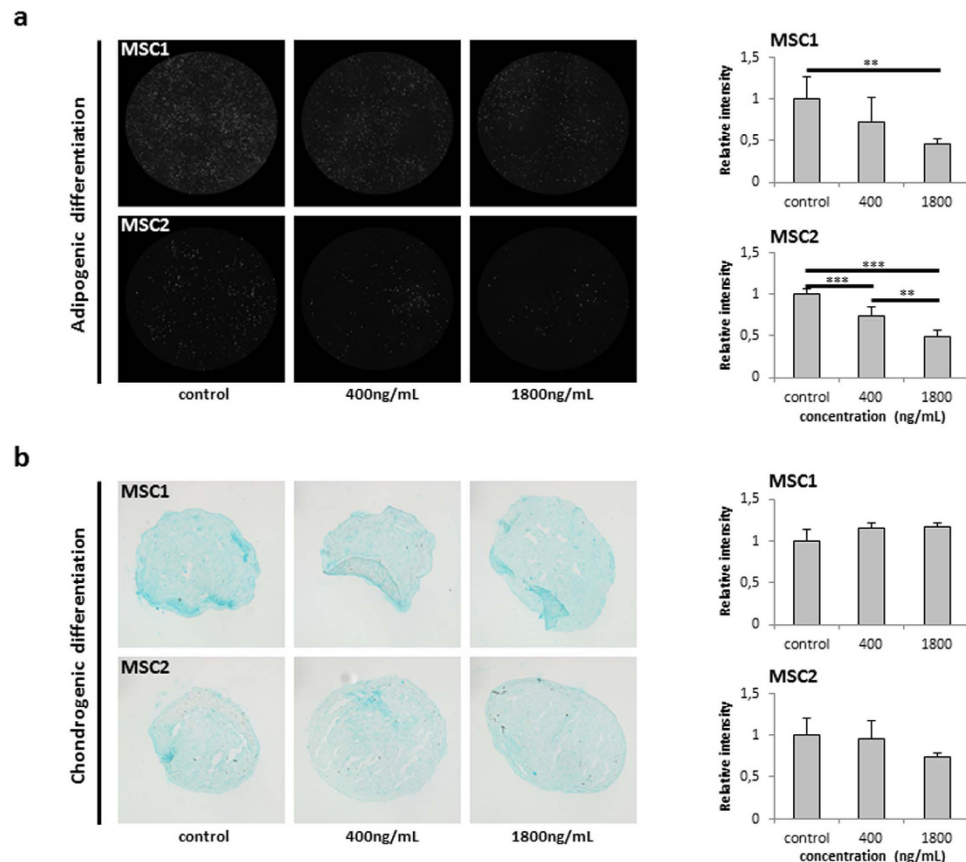 a
Adipogenic differentiation
MSC1
MSC2
control 400ng/mL 1800ng/mL
MSC1
Relative intensity
1,5
1
0,5
0
**
control 400 1800
MSC2
Relative intensity
1,5
1
0,5
0
***
***
**
control 400 1800
concentration (ng/mL)
b
Chondrogenic differentiation
MSC1
MSC2
control 400ng/mL 1800ng/mL
MSC1
Relative intensity
1,5
1
0,5
0
control 400 1800
MSC2
Relative intensity
1,5
1
0,5
0
control 400 1800
concentration (ng/mL)